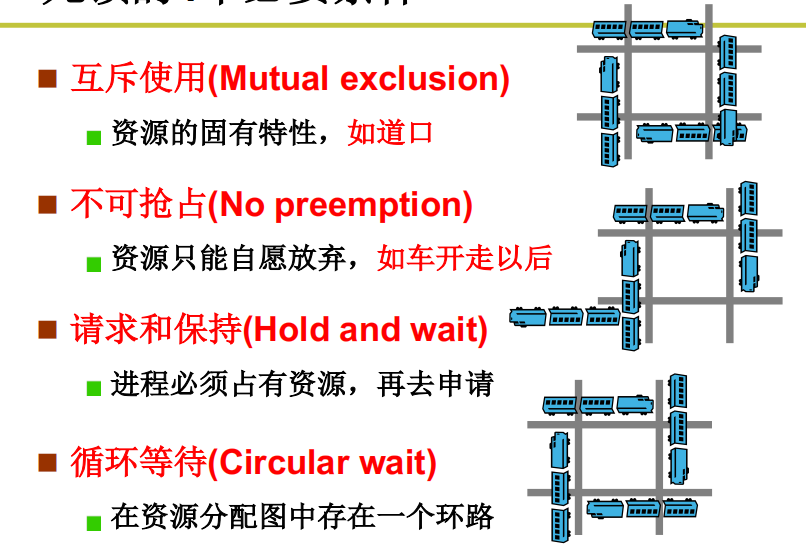 互斥使用(Mutual exclusion)
资源的固有特性，如道口
不可抢占(No preemption)
资源只能自愿放弃，如车开走以后
请求和保持(Hold and wait)
进程必须占有资源，再去申请
循环等待(Circular wait)
在资源分配图中存在一个环路